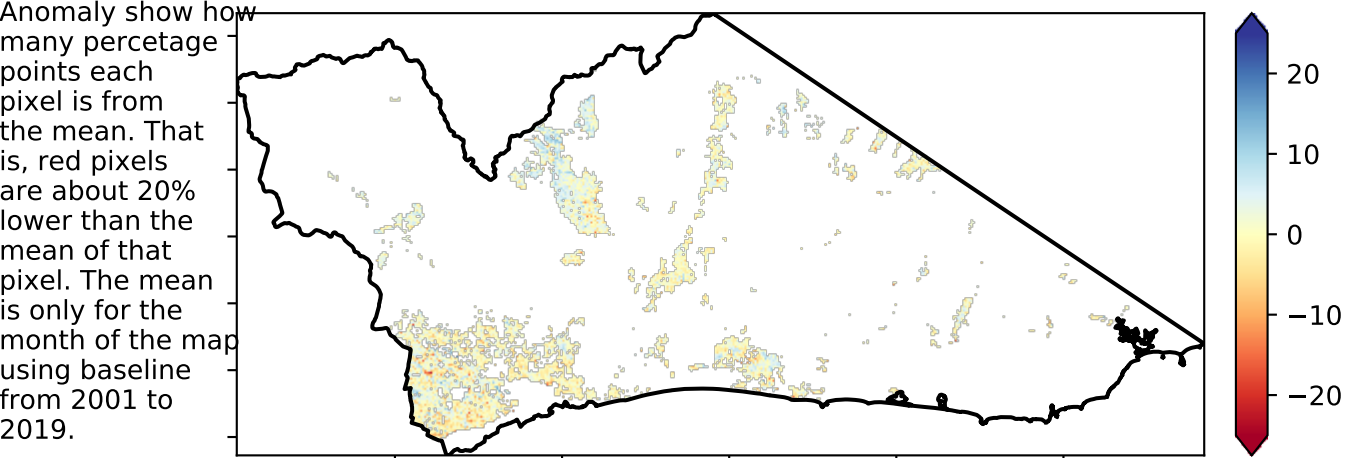 Anomaly show how
many percetage
points each
pixel is from
the mean. That
is, red pixels
are about 20%
lower than the
mean of that
pixel. The mean
is only for the
month of the map
using baseline
from 2001 to
2019.
20
10
0
−10
−20